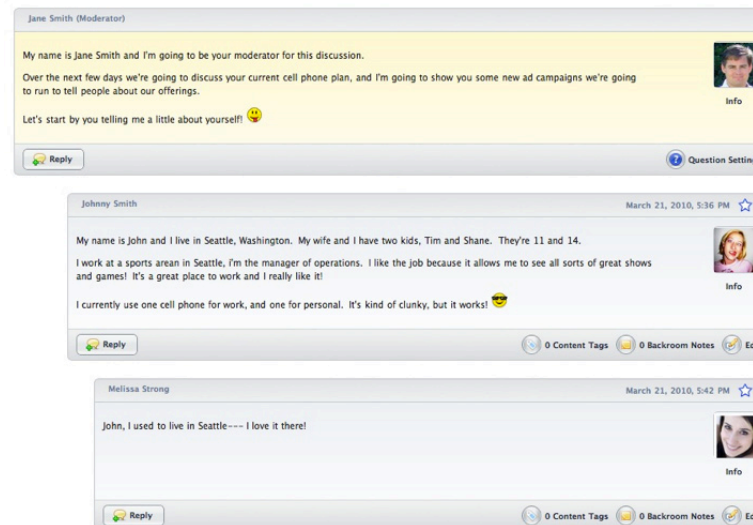 Jane Smith (Moderator)
My name is Jane Smith and I'm going to be your moderator for this discussion.
Over the next few days we're going to discuss your current cell phone plan, and I'm going to show you some new ad campaigns we're going
to run to tell people about our offerings.
Let's start by you telling me a little about yourself!
Info
Reply
Question Settin
Johnny Smith
March 21, 2010, 5:36 PM
My name is John and I live in Seattle, Washington. My wife and I have two kids, Tim and Shane. They're 11 and 14.
I work at a sports arean in Seattle, i'm the manager of operations. I like the job because it allows me to see all sorts of great shows
and games! It's a great place to work and I really like it!
Info
I currently use one cell phone for work, and one for personal. It's kind of clunky, but it works!
Reply
0 Content Tags
0 Backroom Notes
Ed
Melissa Strong
March 21, 2010, 5:42 PM
John, I used to live in Seattle--- I love it there!
Info
Reply
0 Content Tags
0 Backroom Notes
Ed